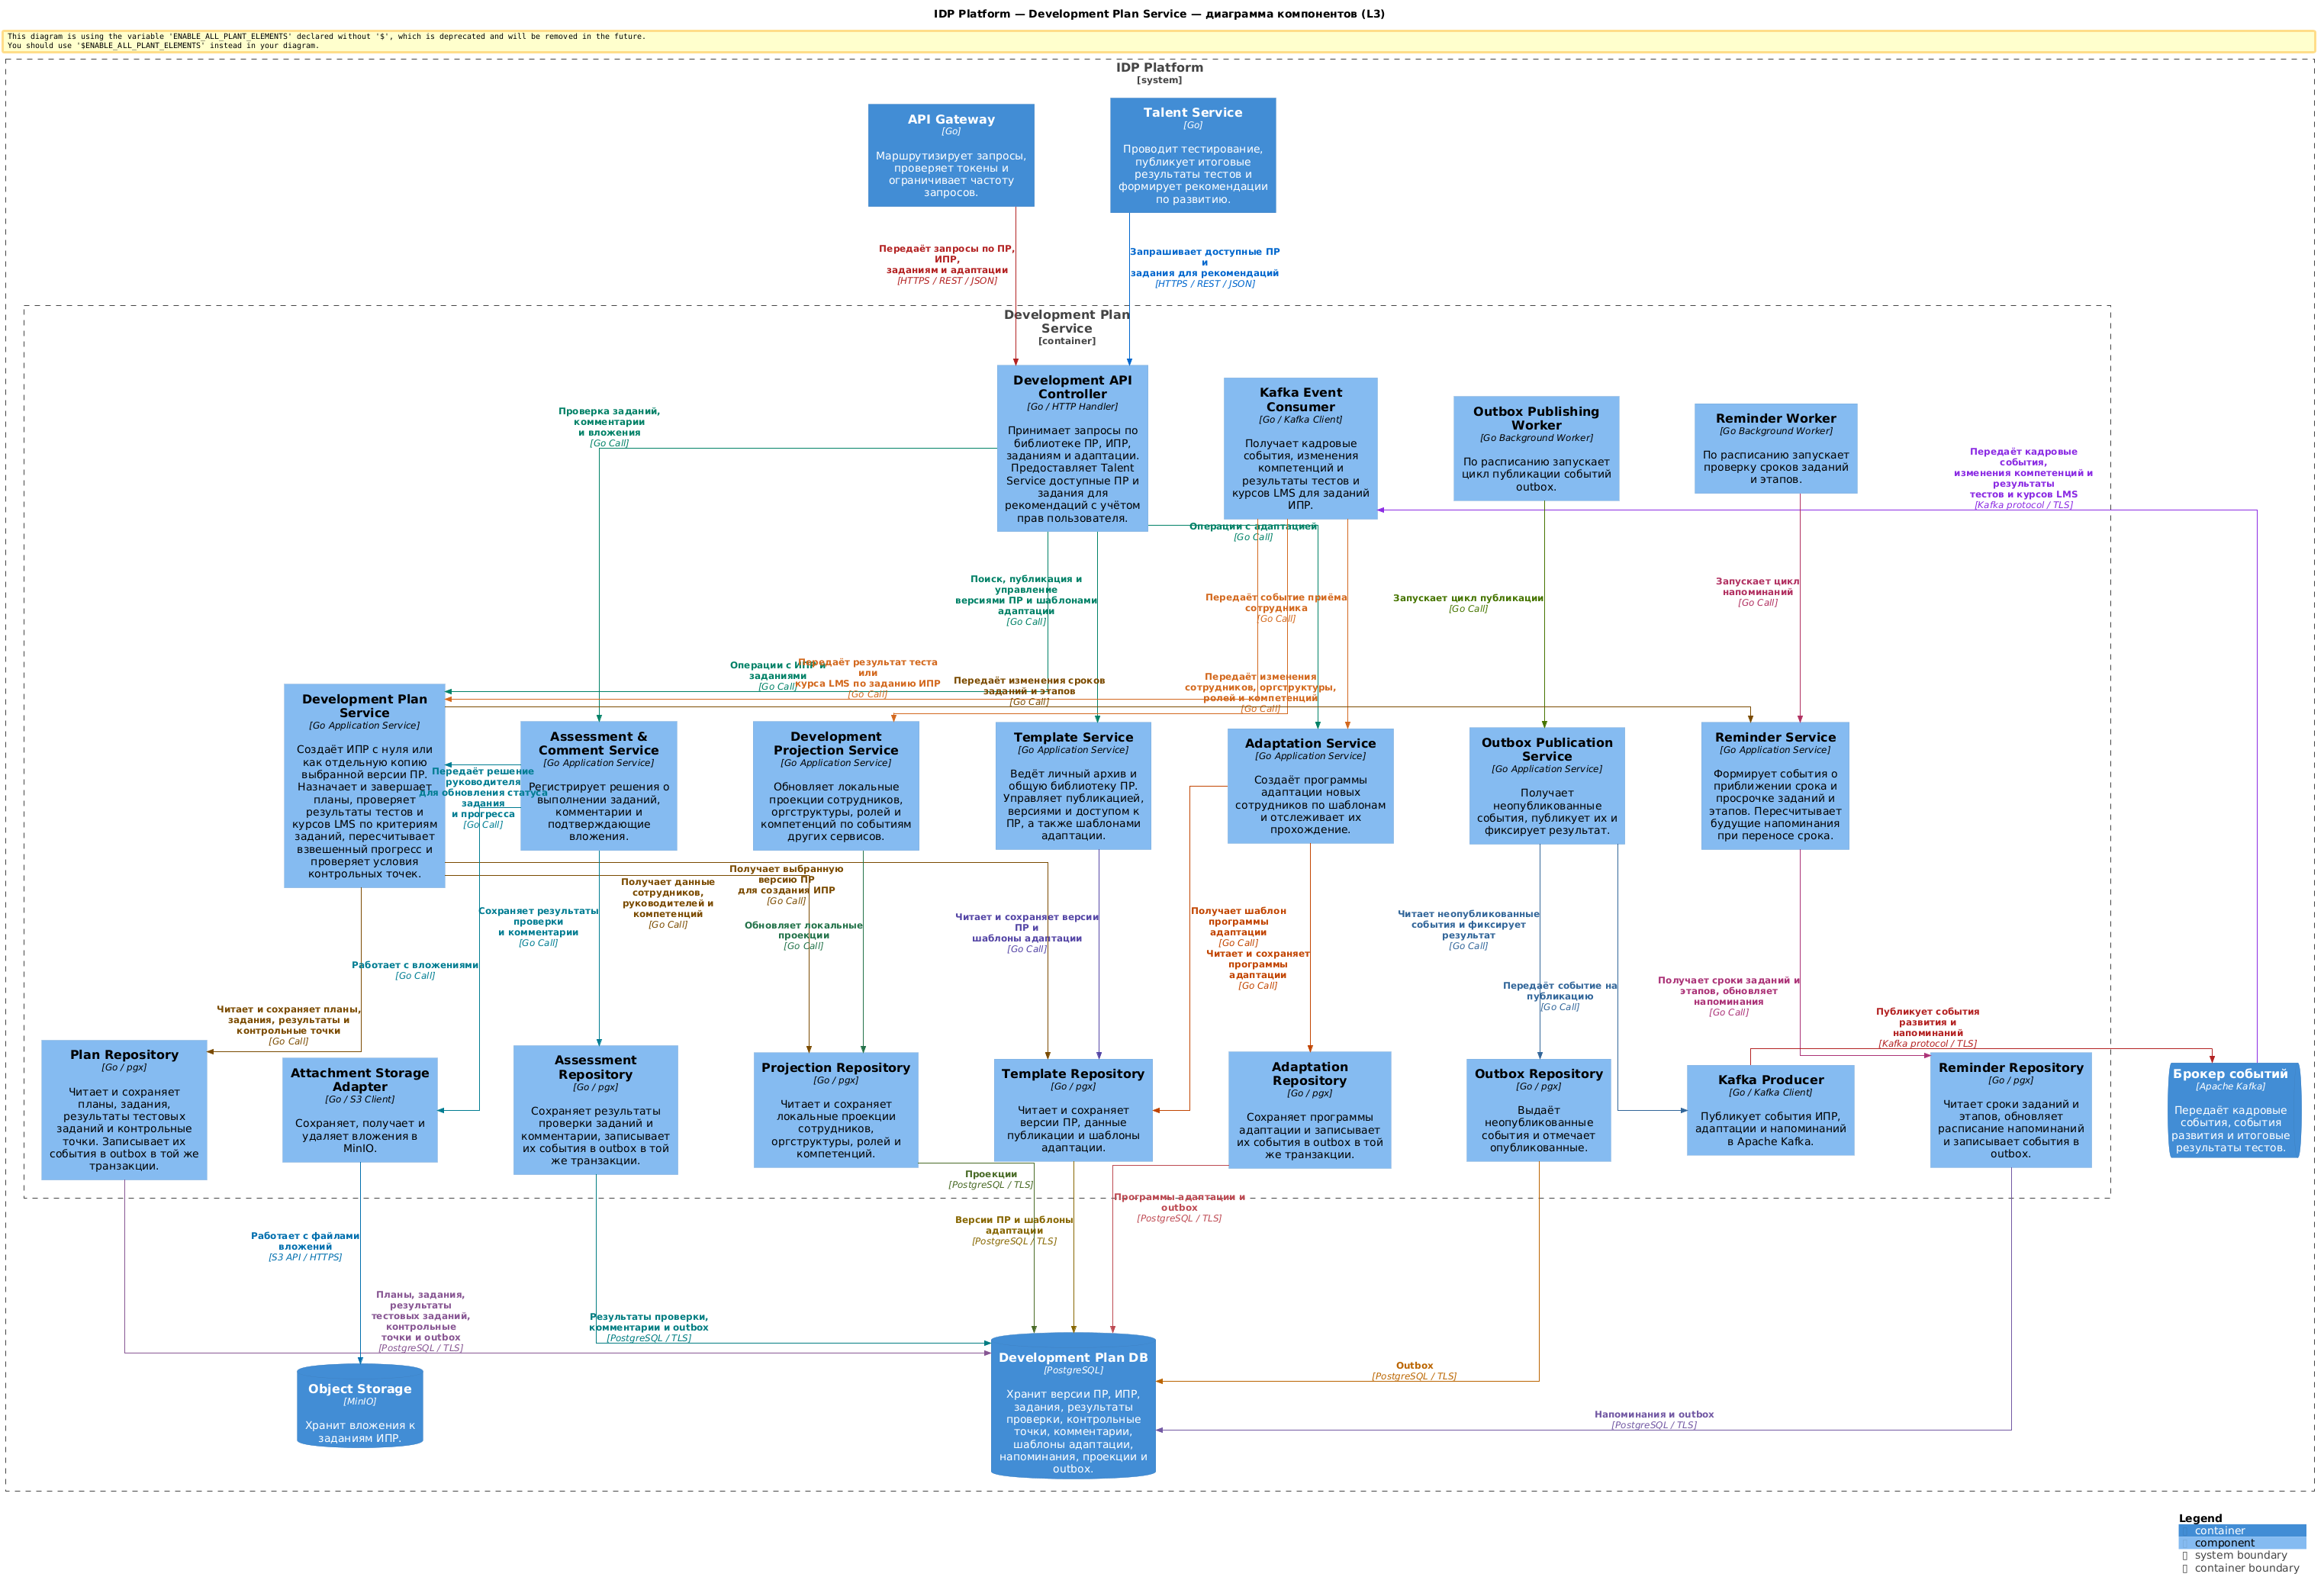 IDP Platform — Development Plan Service — диаграмма компонентов (L3)
This diagram is using the variable 'ENABLE_ALL_PLANT_ELEMENTS' declared without '$', which is deprecated and will be removed in the future.
You should use '$ENABLE_ALL_PLANT_ELEMENTS' instead in your diagram.
IDP Platform
[system]
API Gateway
[Go]
Маршрутизирует запросы,
проверяет токены и
ограничивает частоту
запросов.
Talent Service
[Go]
Проводит тестирование,
публикует итоговые
результаты тестов и
формирует рекомендации
по развитию.
Передаёт запросы по ПР,
ИПР,
заданиям и адаптации
[HTTPS / REST / JSON]
Запрашивает доступные ПР
и
задания для рекомендаций
[HTTPS / REST / JSON]
Development Plan
Service
[container]
Development API
Controller
[Go / HTTP Handler]
Принимает запросы по
библиотеке ПР, ИПР,
заданиям и адаптации.
Предоставляет Talent
Service доступные ПР и
задания для
рекомендаций с учётом
прав пользователя.
Kafka Event
Consumer
[Go / Kafka Client]
Получает кадровые
события, изменения
компетенций и
результаты тестов и
курсов LMS для заданий
ИПР.
Outbox Publishing
Worker
[Go Background Worker]
По расписанию запускает
цикл публикации событий
outbox.
Reminder Worker
[Go Background Worker]
По расписанию запускает
проверку сроков заданий
и этапов.
Проверка заданий,
комментарии
и вложения
[Go Call]
Передаёт кадровые
события,
изменения компетенций и
результаты
тестов и курсов LMS
[Kafka protocol / TLS]
Операции с адаптацией
[Go Call]
Поиск, публикация и
управление
версиями ПР и шаблонами
адаптации
[Go Call]
Передаёт событие приёма
сотрудника
[Go Call]
Запускает цикл публикации
[Go Call]
Запускает цикл
напоминаний
[Go Call]
Операции с ИПР и
заданиями
[Go Call]
Передаёт результат теста
или
курса LMS по заданию ИПР
[Go Call]
Передаёт изменения сроков
заданий и этапов
[Go Call]
Передаёт изменения
сотрудников, оргструктуры,
ролей и компетенций
[Go Call]
Development Plan
Service
[Go Application Service]
Создаёт ИПР с нуля или
как отдельную копию
выбранной версии ПР.
Назначает и завершает
планы, проверяет
результаты тестов и
курсов LMS по критериям
заданий, пересчитывает
взвешенный прогресс и
проверяет условия
контрольных точек.
Assessment &
Comment Service
[Go Application Service]
Регистрирует решения о
выполнении заданий,
комментарии и
подтверждающие
вложения.
Development
Projection Service
[Go Application Service]
Обновляет локальные
проекции сотрудников,
оргструктуры, ролей и
компетенций по событиям
других сервисов.
Template Service
[Go Application Service]
Ведёт личный архив и
общую библиотеку ПР.
Управляет публикацией,
версиями и доступом к
ПР, а также шаблонами
адаптации.
Adaptation Service
[Go Application Service]
Создаёт программы
адаптации новых
сотрудников по шаблонам
и отслеживает их
прохождение.
Outbox Publication
Service
[Go Application Service]
Получает
неопубликованные
события, публикует их и
фиксирует результат.
Reminder Service
[Go Application Service]
Формирует события о
приближении срока и
просрочке заданий и
этапов. Пересчитывает
будущие напоминания
при переносе срока.
Передаёт решение
руководителя
для обновления статуса
задания
и прогресса
[Go Call]
Получает выбранную
версию ПР
для создания ИПР
[Go Call]
Получает данные
сотрудников,
руководителей и
компетенций
[Go Call]
Сохраняет результаты
проверки
и комментарии
[Go Call]
Обновляет локальные
проекции
[Go Call]
Читает и сохраняет версии
ПР и
шаблоны адаптации
[Go Call]
Получает шаблон
программы
адаптации
[Go Call]
Читает и сохраняет
программы
адаптации
[Go Call]
Читает неопубликованные
события и фиксирует
результат
[Go Call]
Работает с вложениями
[Go Call]
Передаёт событие на
публикацию
[Go Call]
Получает сроки заданий и
этапов, обновляет
напоминания
[Go Call]
Читает и сохраняет планы,
задания, результаты и
контрольные точки
[Go Call]
Публикует события
развития и
напоминаний
[Kafka protocol / TLS]
Plan Repository
[Go / pgx]
Читает и сохраняет
планы, задания,
результаты тестовых
заданий и контрольные
точки. Записывает их
события в outbox в той же
транзакции.
Attachment Storage
Adapter
[Go / S3 Client]
Сохраняет, получает и
удаляет вложения в
MinIO.
Assessment
Repository
[Go / pgx]
Сохраняет результаты
проверки заданий и
комментарии, записывает
их события в outbox в той
же транзакции.
Projection Repository
[Go / pgx]
Читает и сохраняет
локальные проекции
сотрудников,
оргструктуры, ролей и
компетенций.
Template Repository
[Go / pgx]
Читает и сохраняет
версии ПР, данные
публикации и шаблоны
адаптации.
Adaptation
Repository
[Go / pgx]
Сохраняет программы
адаптации и записывает
их события в outbox в той
же транзакции.
Outbox Repository
[Go / pgx]
Выдаёт
неопубликованные
события и отмечает
опубликованные.
Kafka Producer
[Go / Kafka Client]
Публикует события ИПР,
адаптации и напоминаний
в Apache Kafka.
Reminder Repository
[Go / pgx]
Читает сроки заданий и
этапов, обновляет
расписание напоминаний
и записывает события в
outbox.
Брокер событий
[Apache Kafka]
Передаёт кадровые
события, события
развития и итоговые
результаты тестов.
Проекции
[PostgreSQL / TLS]
Программы адаптации и
outbox
[PostgreSQL / TLS]
Версии ПР и шаблоны
адаптации
[PostgreSQL / TLS]
Работает с файлами
вложений
[S3 API / HTTPS]
Планы, задания,
результаты
тестовых заданий,
контрольные
точки и outbox
[PostgreSQL / TLS]
Результаты проверки,
комментарии и outbox
[PostgreSQL / TLS]
Outbox
[PostgreSQL / TLS]
Напоминания и outbox
[PostgreSQL / TLS]
Object Storage
[MinIO]
Хранит вложения к
заданиям ИПР.
Development Plan DB
[PostgreSQL]
Хранит версии ПР, ИПР,
задания, результаты
проверки, контрольные
точки, комментарии,
шаблоны адаптации,
напоминания, проекции и
outbox.
Legend
container
component
system boundary
container boundary